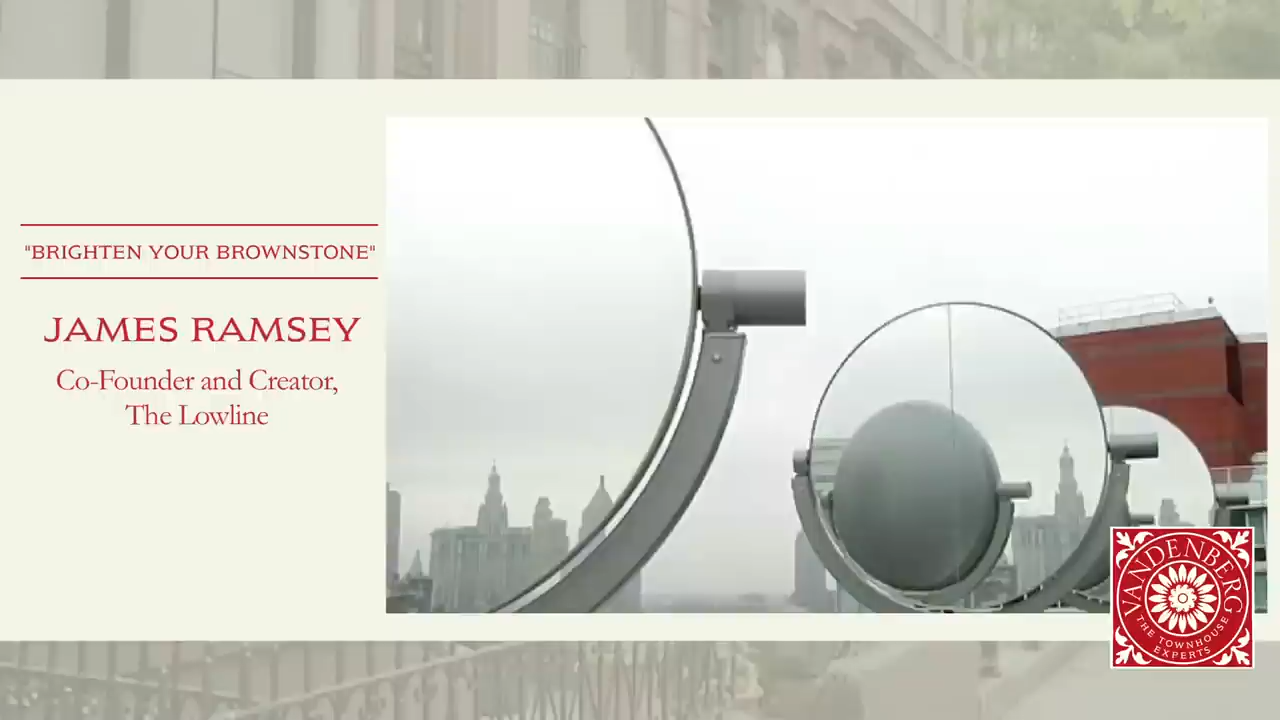 "BRIGHTEN YOUR BROWNSTONE"
JAMES RAMSEY
Co-Founder and Creator,
The Lowline
VANDENBERG
THE TOWNHOUSE
EXPERTS